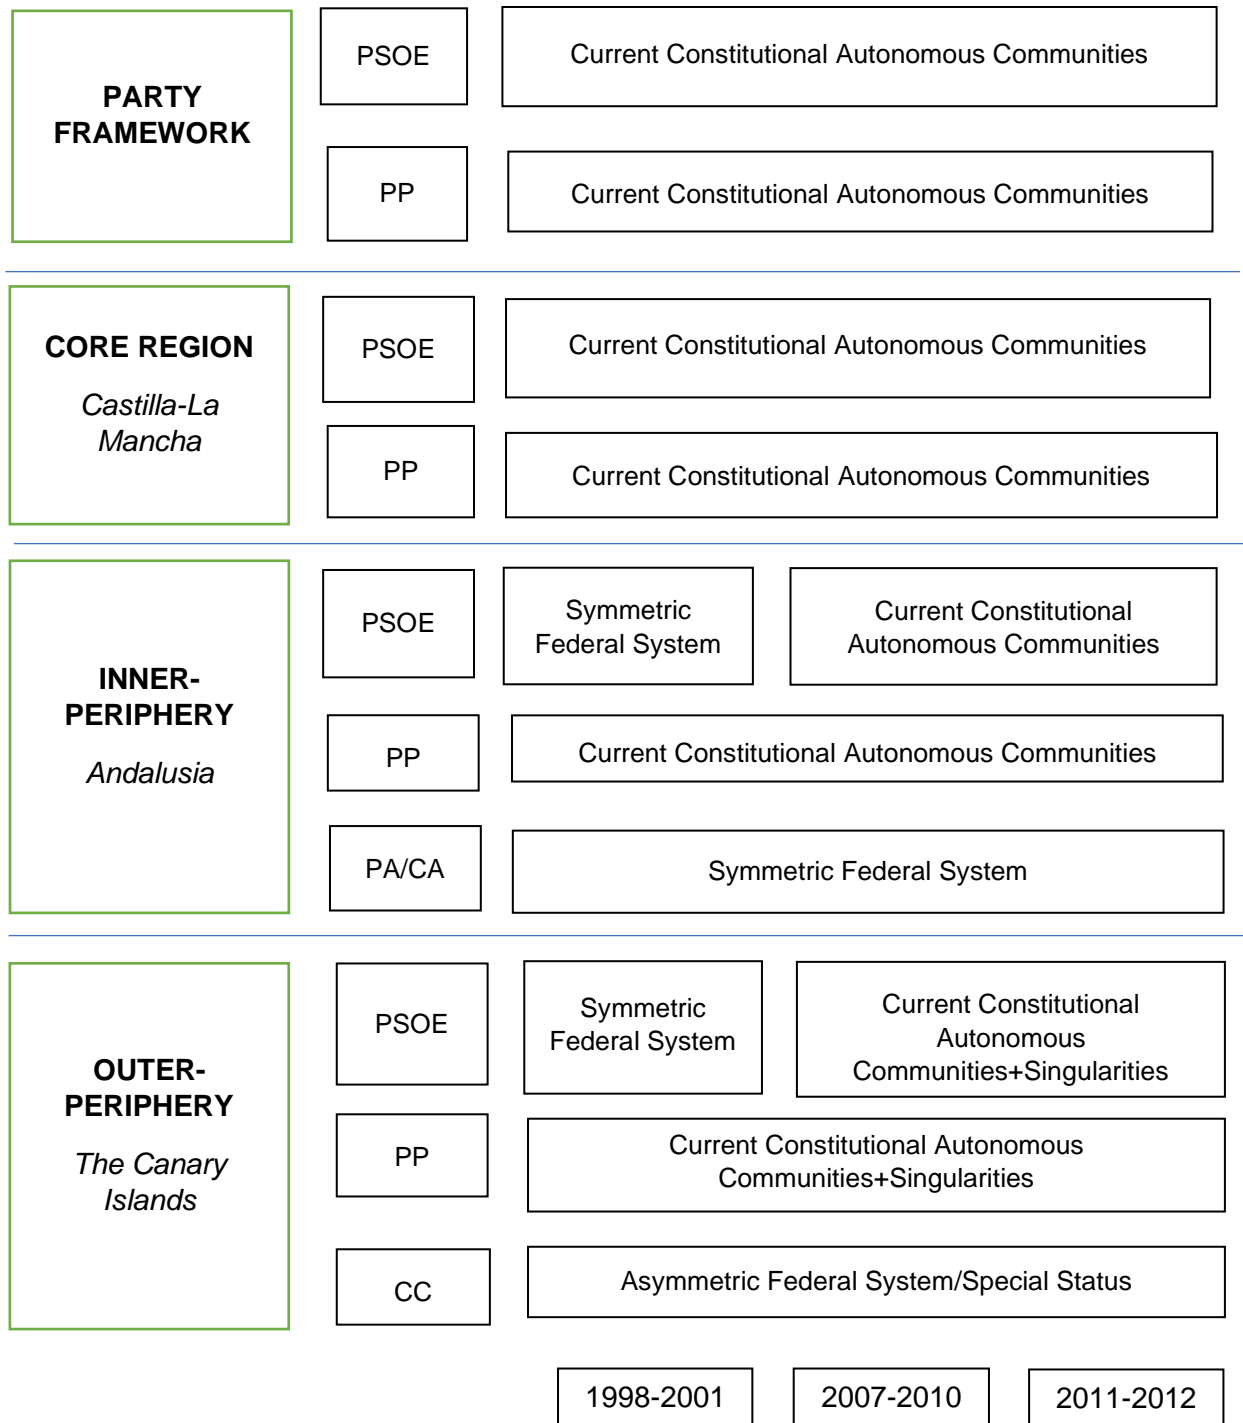 PARTY
FRAMEWORK
PSOE
Current Constitutional Autonomous Communities
PP
Current Constitutional Autonomous Communities
CORE REGION
Castilla-La
Mancha
PSOE
Current Constitutional Autonomous Communities
PP
Current Constitutional Autonomous Communities
INNER-
PERIPHERY
Andalusia
PSOE
Symmetric
Federal System
Current Constitutional
Autonomous Communities
PP
Current Constitutional Autonomous Communities
PA/CA
Symmetric Federal System
OUTER-
PERIPHERY
The Canary
Islands
PSOE
Symmetric
Federal System
Current Constitutional
Autonomous
Communities+Singularities
PP
Current Constitutional Autonomous
Communities+Singularities
CC
Asymmetric Federal System/Special Status
1998-2001
2007-2010
2011-2012